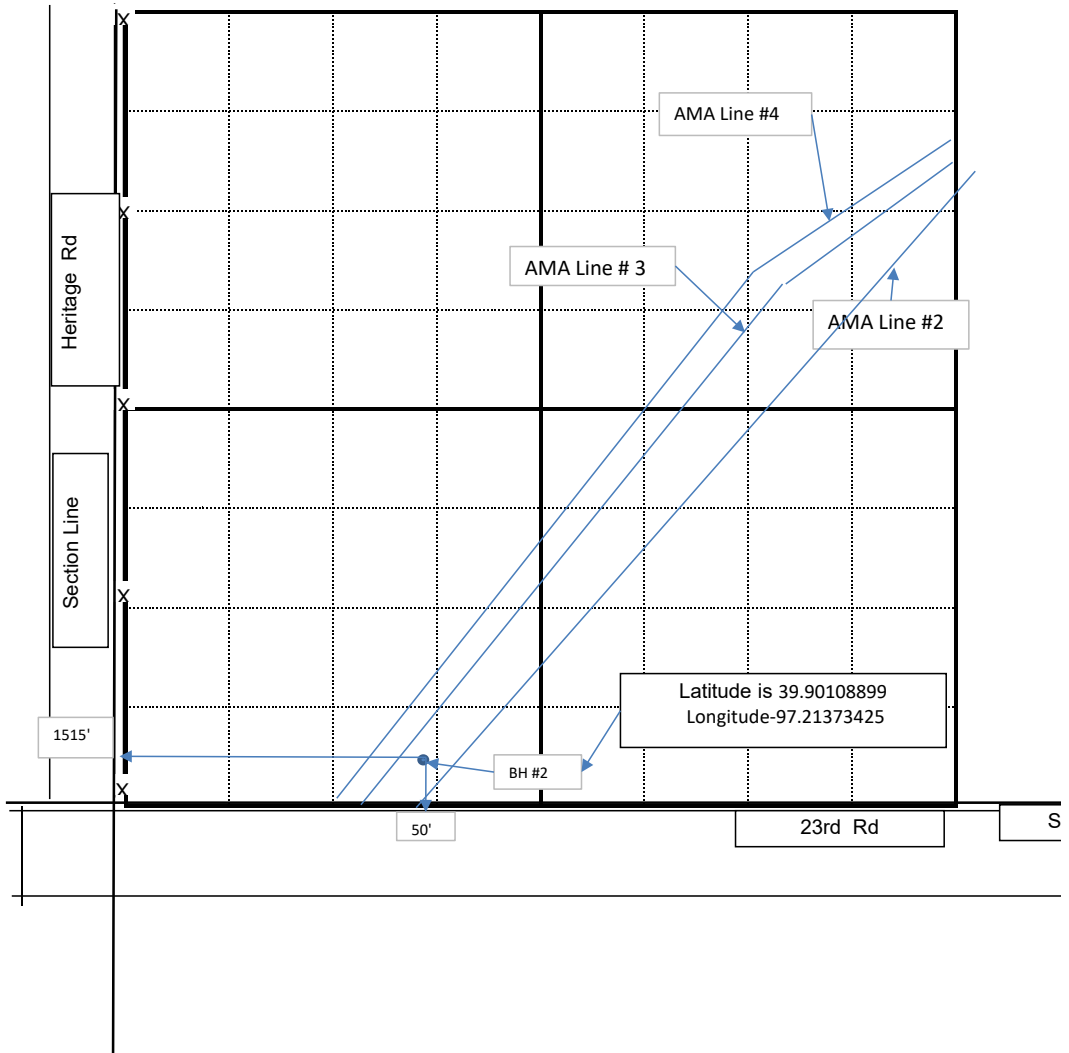 X
AMA Line #4
X
Heritage Rd
AMA Line # 3
AMA Line #2
X
Section Line
X
Latitude is 39.90108899
Longitude-97.21373425
1515'
BH #2
X
50'
23rd Rd
S